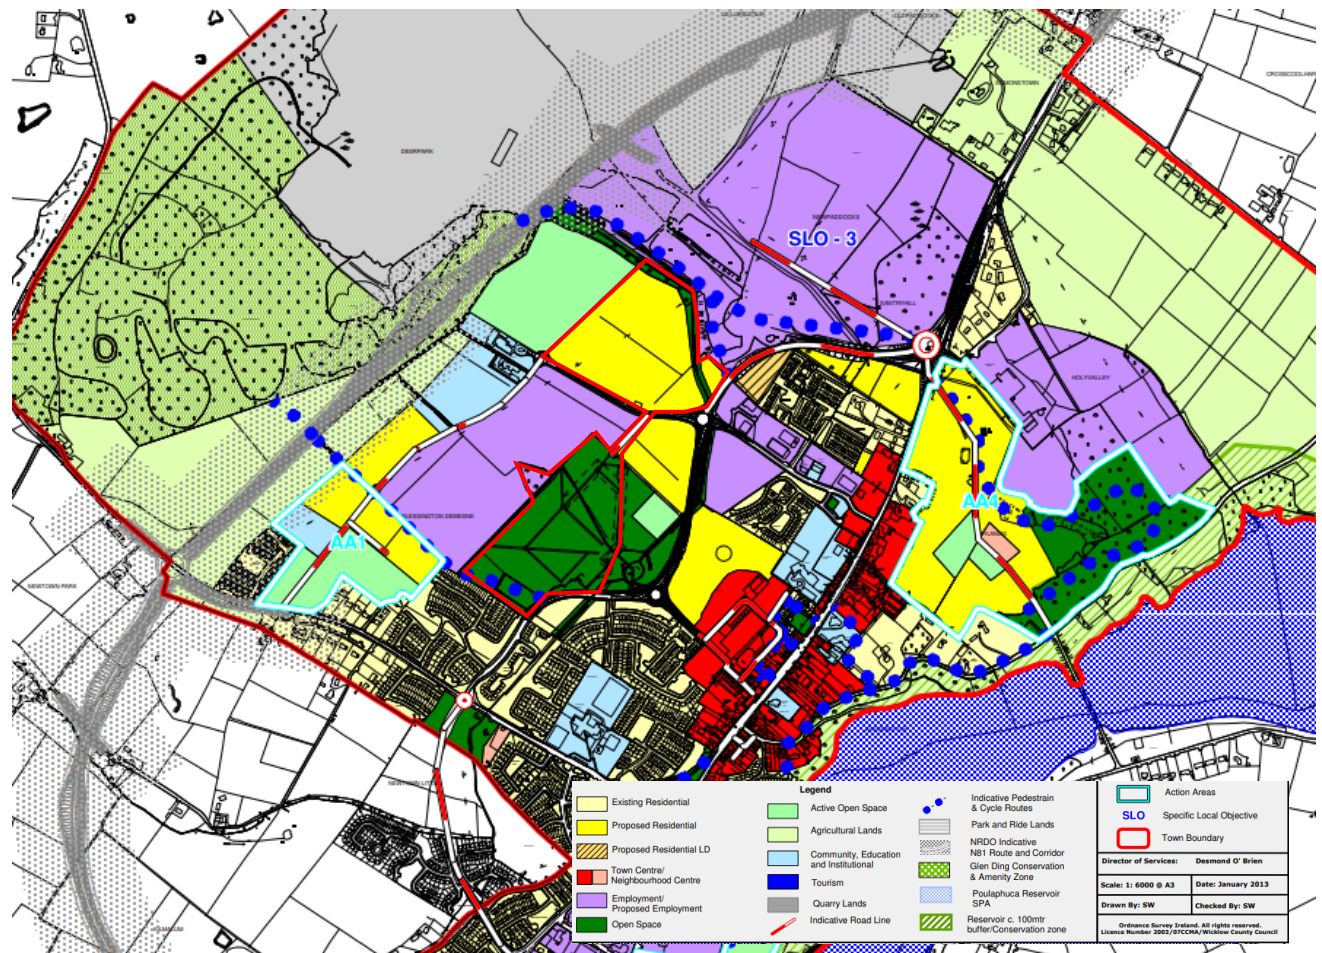 DEERPARK
CROSSCOOLHAR
SLO - 3
HOLYVALLEY
BLESSINGTON DEMESNE
AA1
AA4
NEWTOWN PARK
Legend
Existing Residential
Proposed Residential
Proposed Residential LD
Town Centre/
Neighbourhood Centre
Employment/
Proposed Employment
Open Space
Active Open Space
Agricultural Lands
Community, Education
and Institutional
Tourism
Quarry Lands
Indicative Road Line
Indicative Pedestrain
& Cycle Routes
Park and Ride Lands
NRDO Indicative
N81 Route and Corridor
Glen Ding Conservation
& Amenity Zone
Poulaphuca Reservoir
SPA
Reservoir c. 100mtr
buffer/Conservation zone
Action Areas
SLO Specific Local Objective
Town Boundary
Director of Services: Desmond O' Brien
Scale: 1: 6000 @ A3 Date: January 2013
Drawn By: SW Checked By: SW
Ordnance Survey Ireland. All rights reserved.
Licence Number 2003/07CCMA/Wicklow County Council